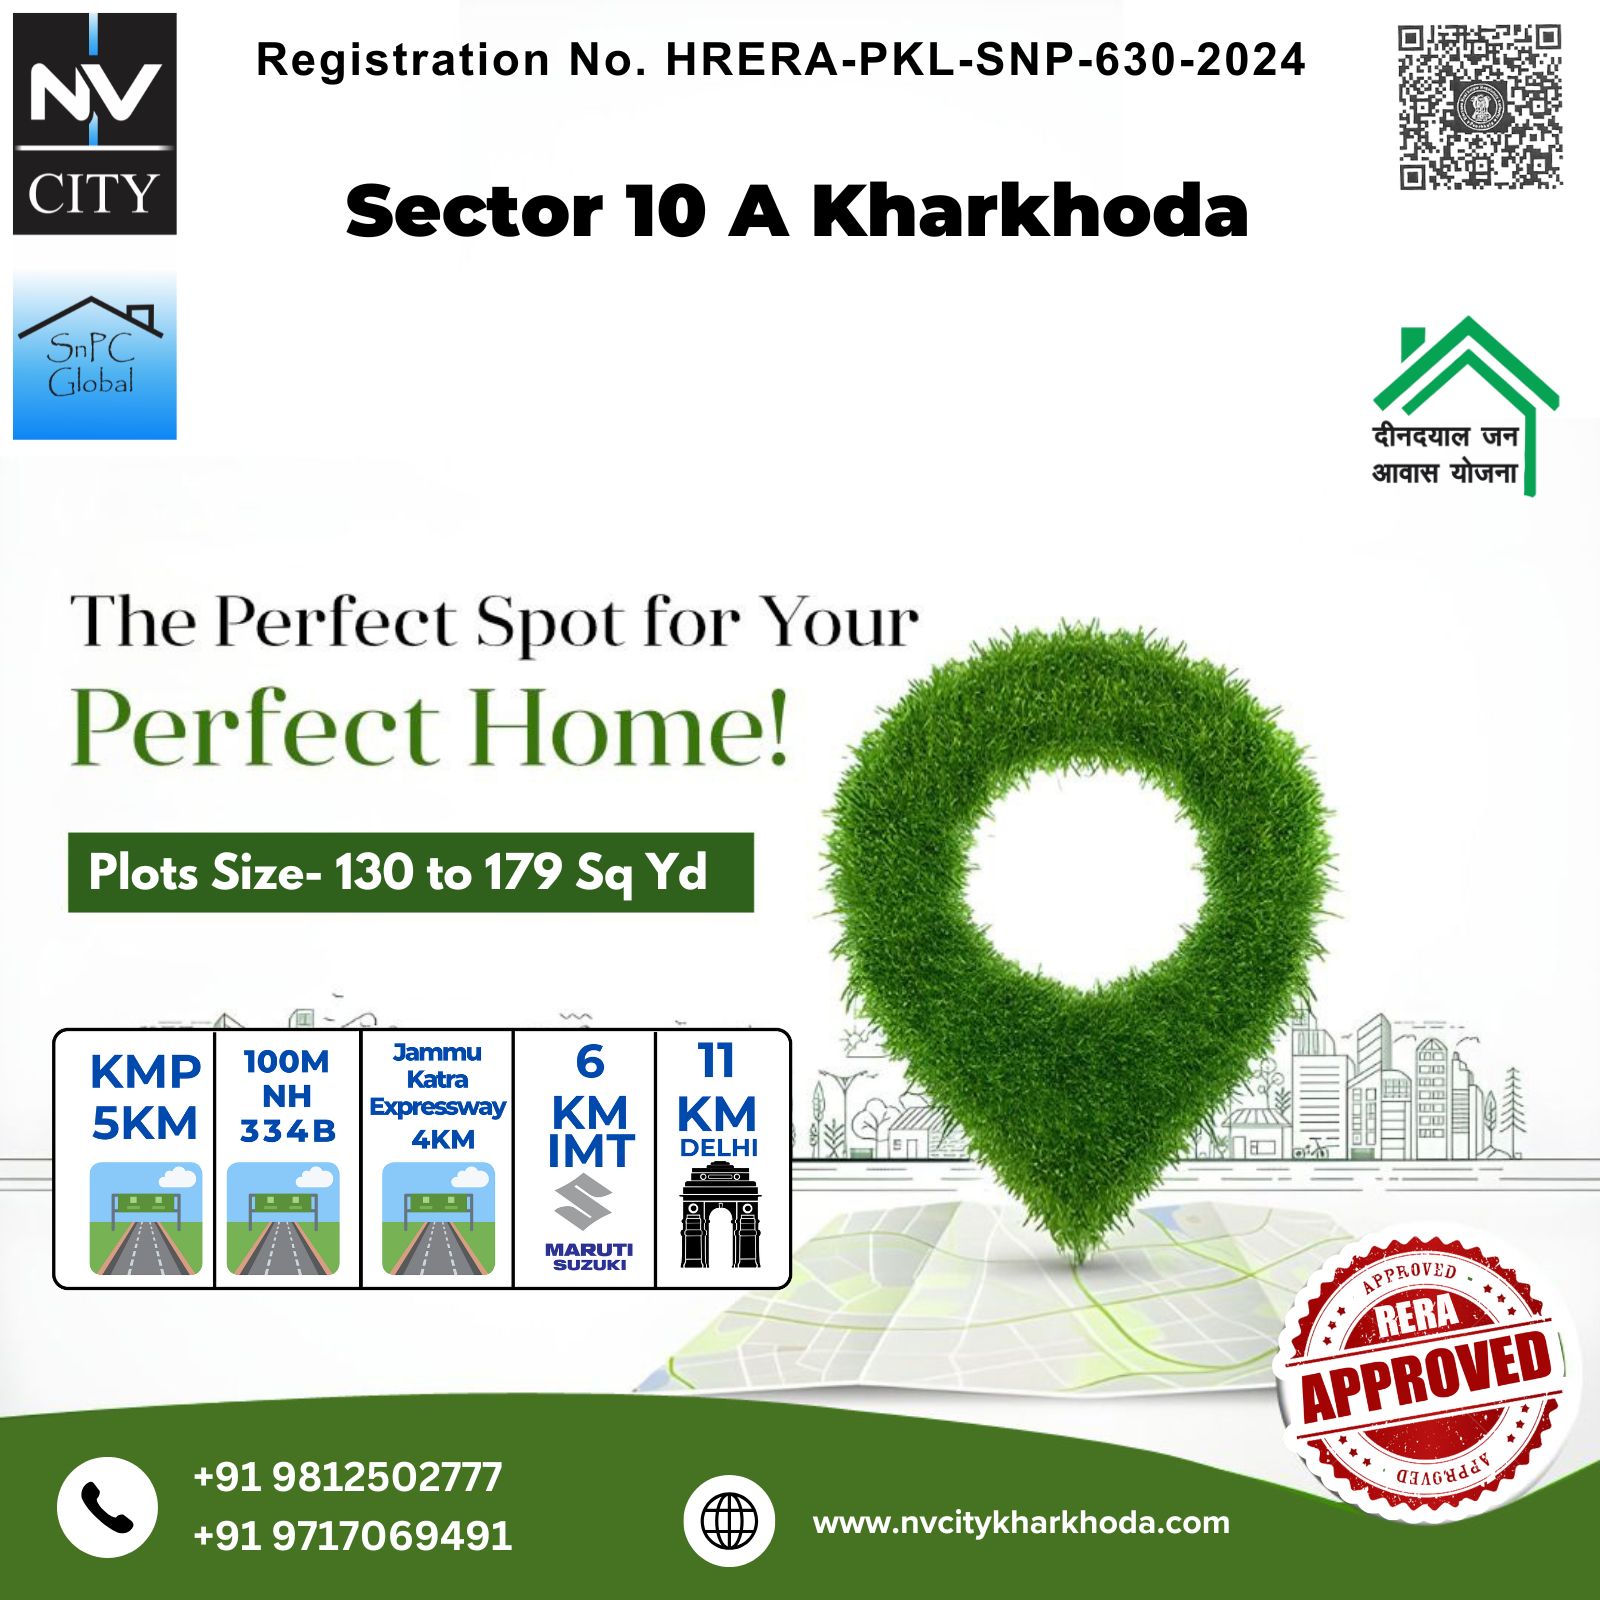 NV
CITY
Registration No. HRERA-PKL-SNP-630-2024
Sector 10 A Kharkhoda
SnPC
Global
दीनदयाल जन
आवास योजना
The Perfect Spot for Your
Perfect Home!
Plots Size- 130 to 179 Sq Yd
KMP
5KM
100M
NH
334B
Jammu
Katra
Expressway
4KM
6
KM
IMT
MARUTI
SUZUKI
11
KM
DELHI
APPROVED
RERA
APPROVED
APPROVED
+91 9812502777
+91 9717069491
www.nvcitykharkhoda.com